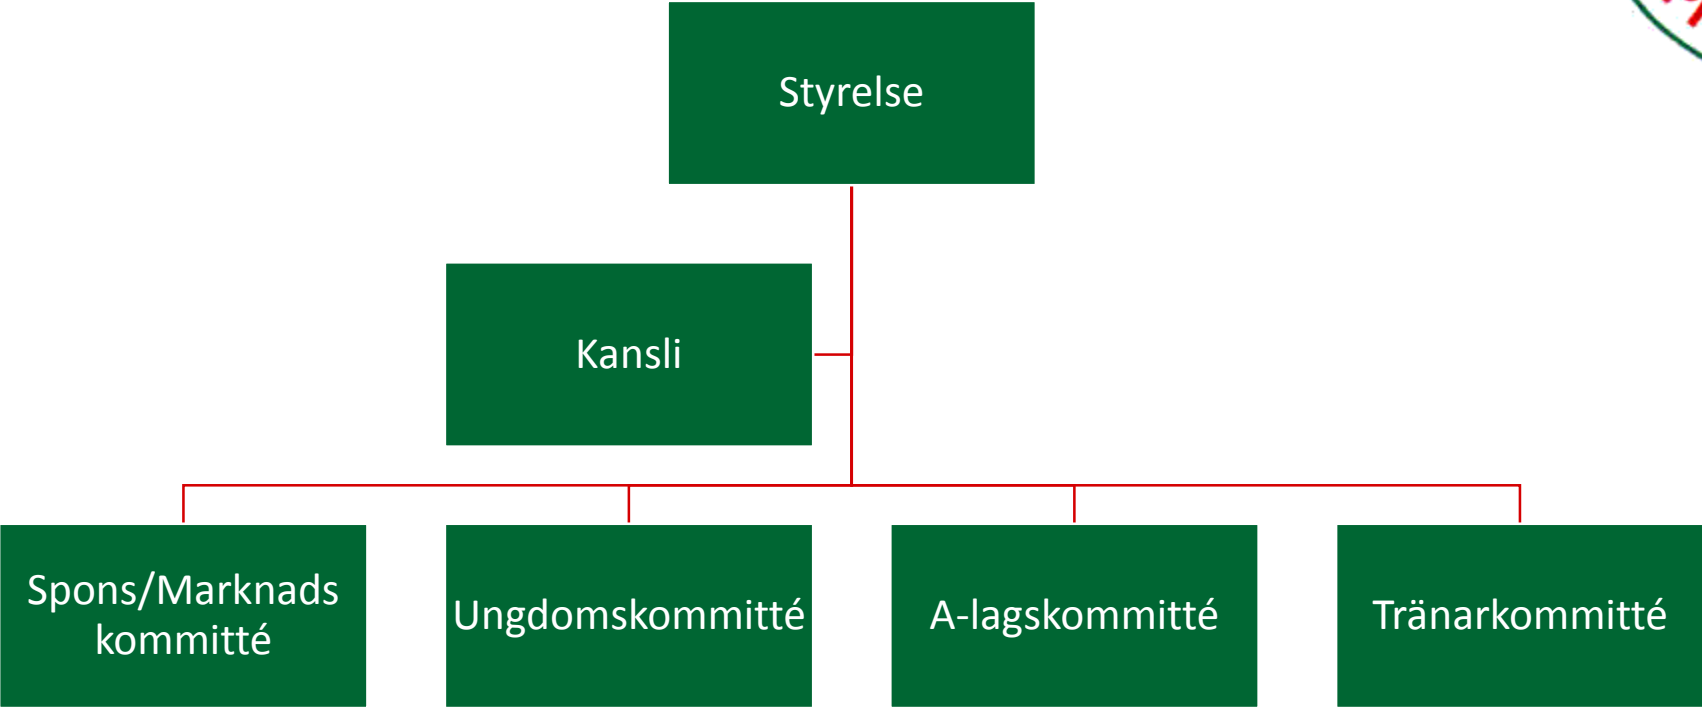 Styrelse
Kansli
Spons/Marknads
kommitté
Ungdomskommitté
A-lagskommitté
Tränarkommitté